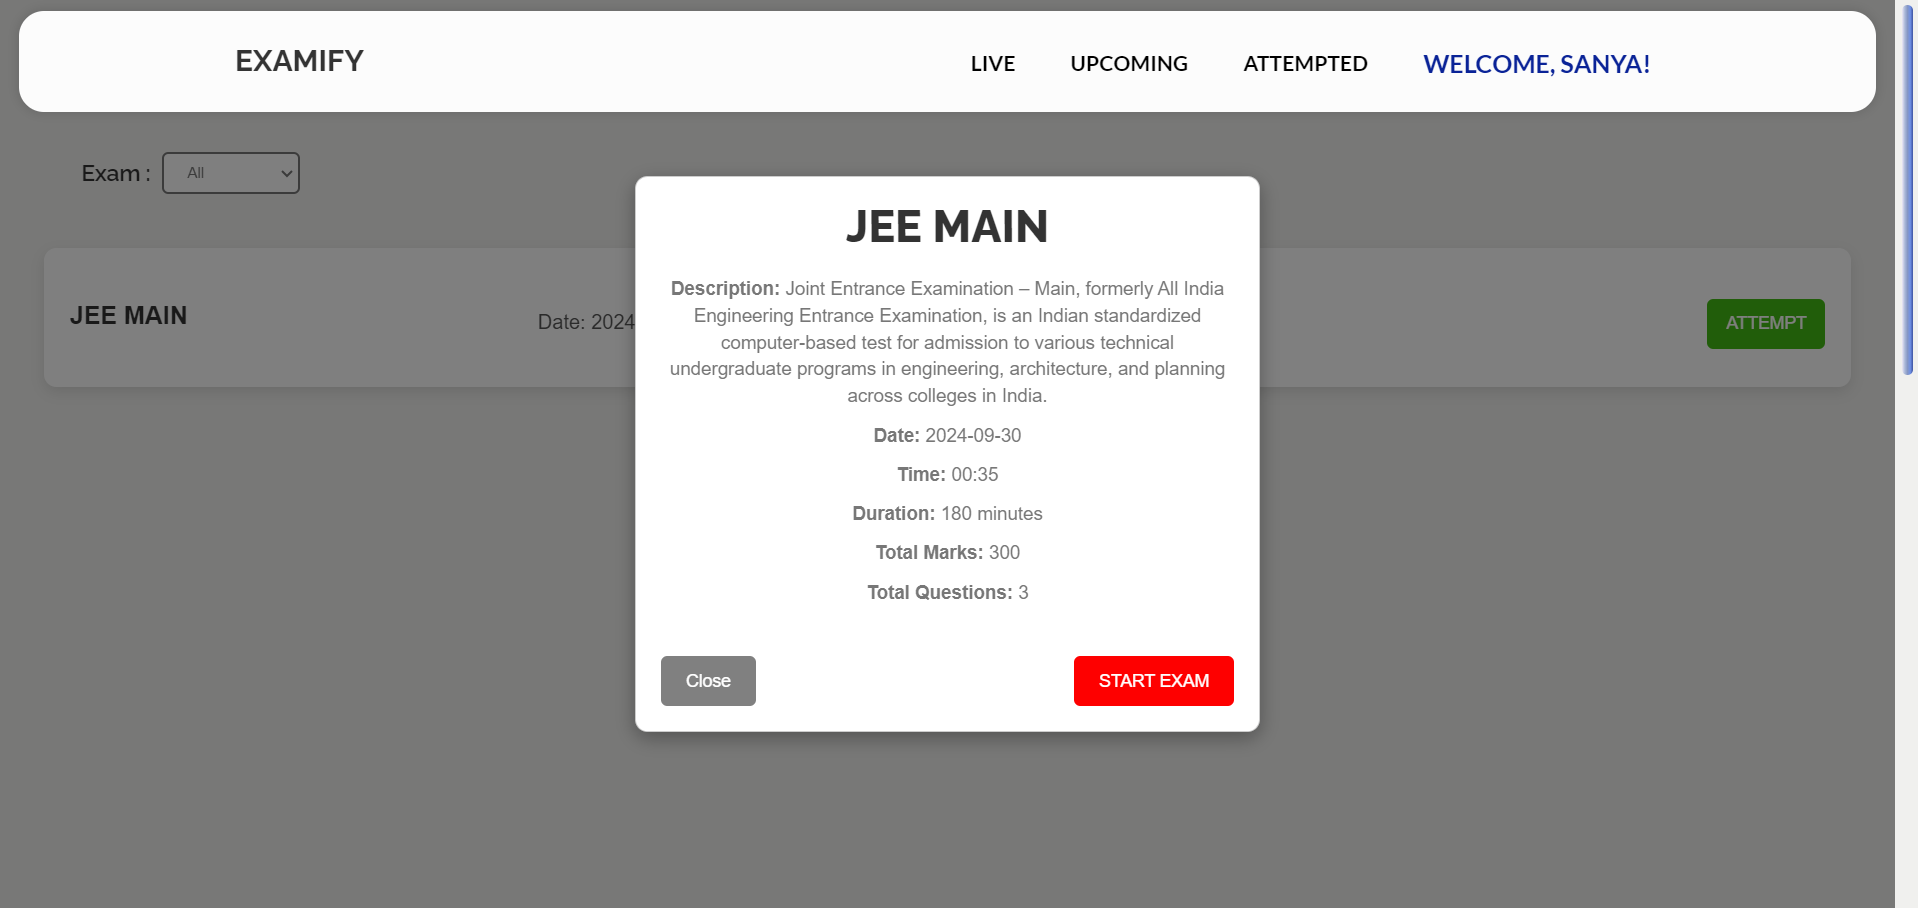 EXAMIFY
LIVE
UPCOMING
ATTEMPTED
WELCOME, SANYA!
Exam :
All
JEE MAIN
Date: 2024
ATTEMPT
JEE MAIN
Description: Joint Entrance Examination – Main, formerly All India
Engineering Entrance Examination, is an Indian standardized
computer-based test for admission to various technical
undergraduate programs in engineering, architecture, and planning
across colleges in India.
Date: 2024-09-30
Time: 00:35
Duration: 180 minutes
Total Marks: 300
Total Questions: 3
Close
START EXAM